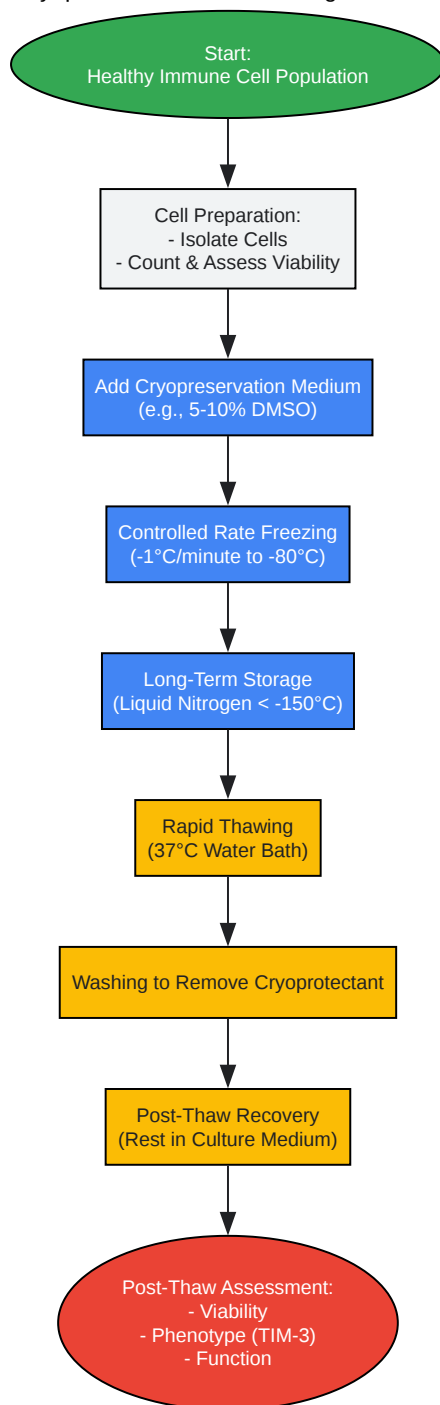 Start:
Healthy Immune Cell Population
Cell Preparation:
- Isolate Cells
- Count & Assess Viability
Add Cryopreservation Medium
(e.g., 5-10% DMSO)
Controlled Rate Freezing
(-1°C/minute to -80°C)
Long-Term Storage
(Liquid Nitrogen < -150°C)
Rapid Thawing
(37°C Water Bath)
Washing to Remove Cryoprotectant
Post-Thaw Recovery
(Rest in Culture Medium)
Post-Thaw Assessment:
- Viability
- Phenotype (TIM-3)
- Function